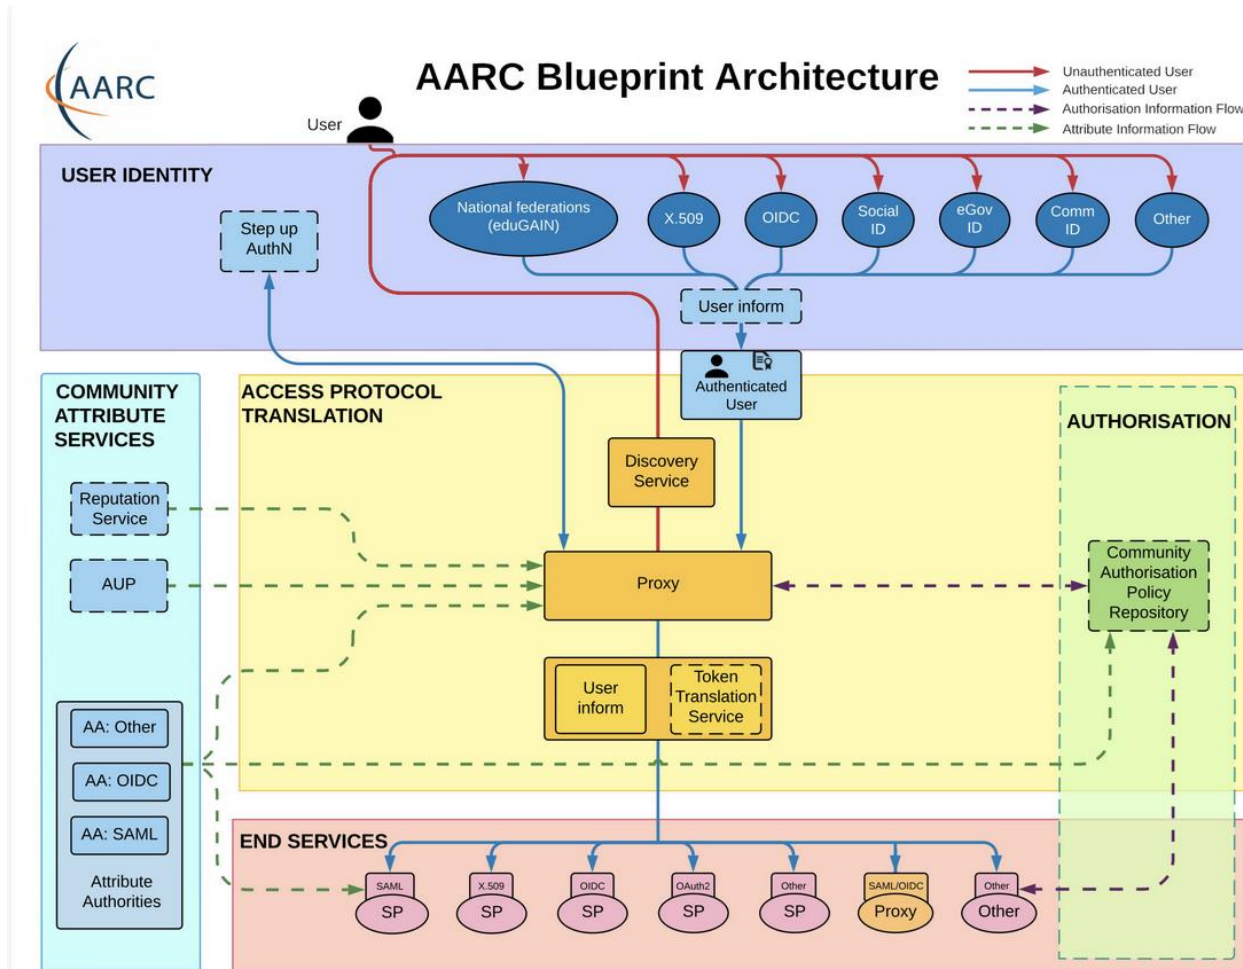 AARC
AARC Blueprint Architecture
Unauthenticated User
Authenticated User
Authorisation Information Flow
Attribute Information Flow
User
USER IDENTITY
National federations
(eduGAIN)
X.509
OIDC
Social
ID
eGov
ID
Comm
ID
Other
Step up
AuthN
User inform
Authenticated
User
COMMUNITY
ATTRIBUTE
SERVICES
ACCESS PROTOCOL
TRANSLATION
AUTHORISATION
Discovery
Service
Reputation
Service
AUP
Proxy
Community
Authorisation
Policy
Repository
User
inform
Token
Translation
Service
AA: Other
AA: OIDC
AA: SAML
Attribute
Authorities
END SERVICES
SAML
SP
X.509
SP
OIDC
SP
OAuth2
SP
Other
SP
SAML/OIDC
Proxy
Other
Other